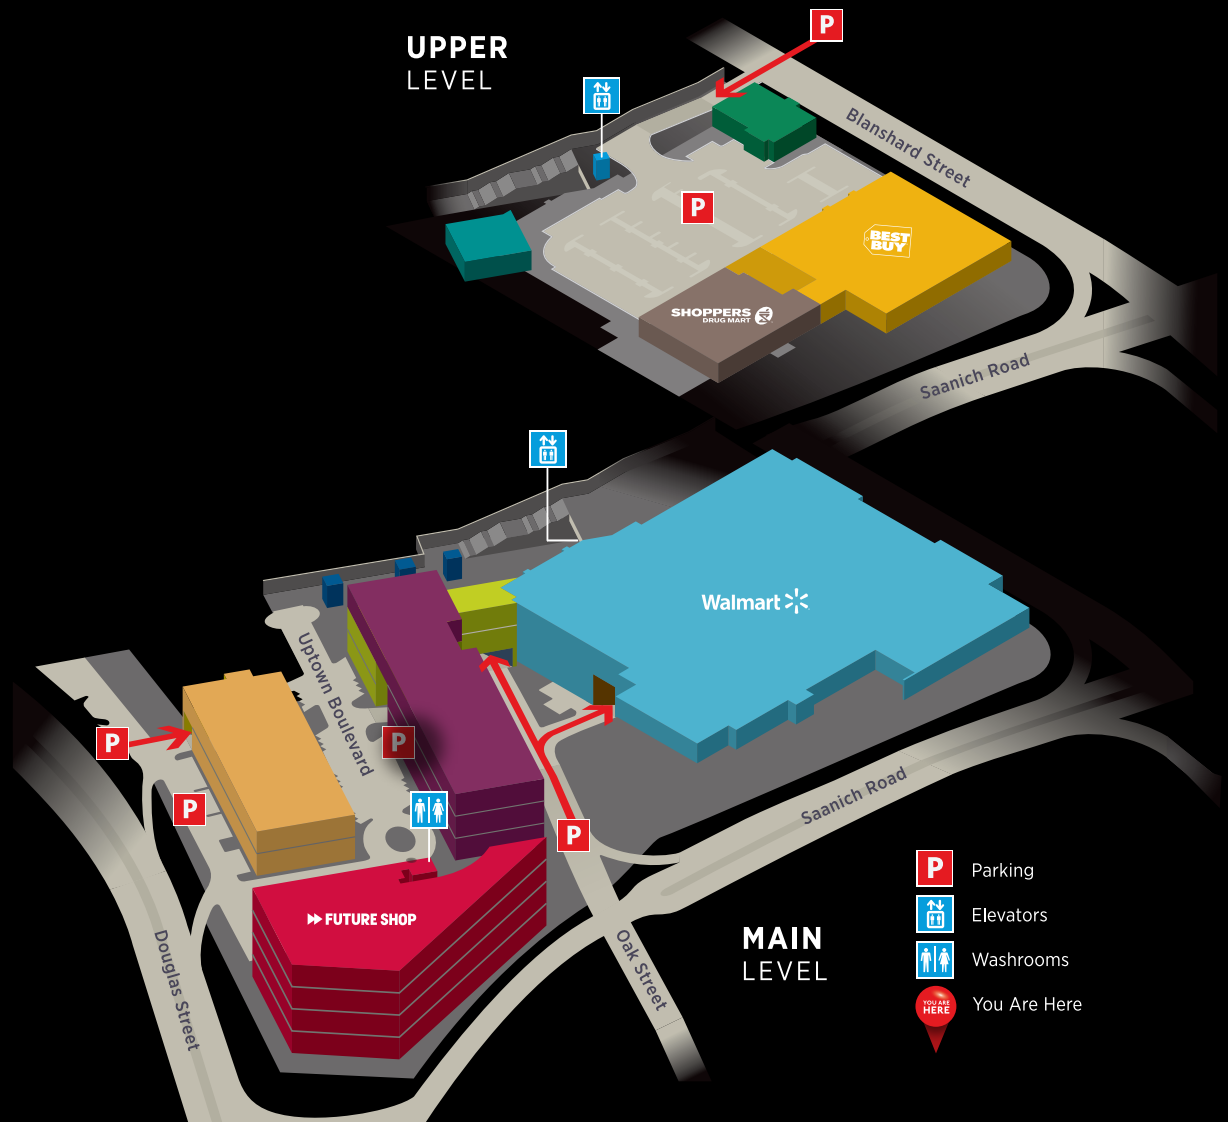 P
UPPER
LEVEL
Blanshard Street
P
BEST
BUY
SHOPPERS
DRUG MART
Saanich Road
Walmart
Uptown Boulevard
P
P
P
P
Saanich Road
FUTURE SHOP
Douglas Street
Oak Street
MAIN
LEVEL
P Parking
Elevators
Washrooms
YOU ARE
HERE
You Are Here